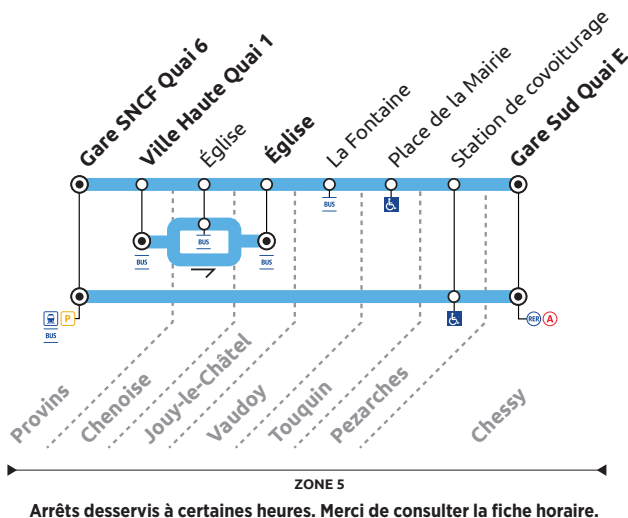 Gare SNCF Quai 6
Ville Haute Quai 1
Église
Église
La Fontaine
Place de la Mairie
Station de covoiturage
Gare Sud Quai E
BUS
BUS
BUS
BUS
P
BUS
RER A
Provins
Chenoise
Jouy-le-Châtel
Vaudoy
Touquin
Pezarches
Chessy
ZONE 5
Arrêts desservis à certaines heures. Merci de consulter la fiche horaire.